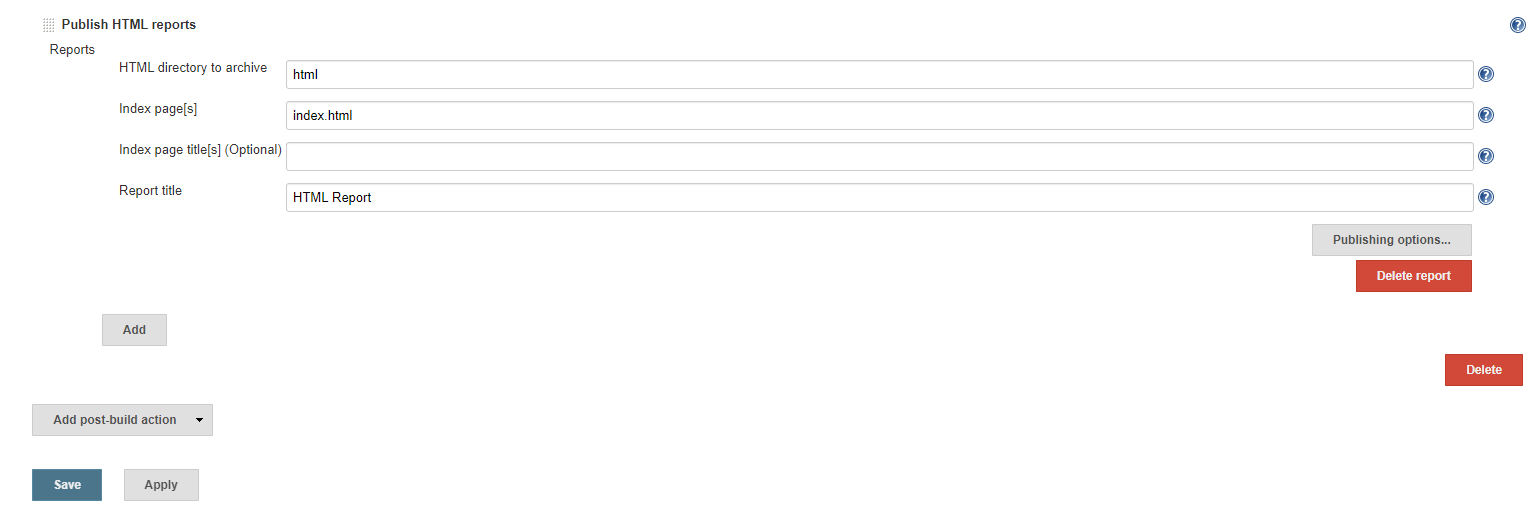 Publish HTML reports
Reports
HTML directory to archive
html
Index page[s]
index.html
Index page title[s] (Optional)
Report title
HTML Report
Publishing options...
Delete report
Add
Delete
Add post-build action
Save
Apply